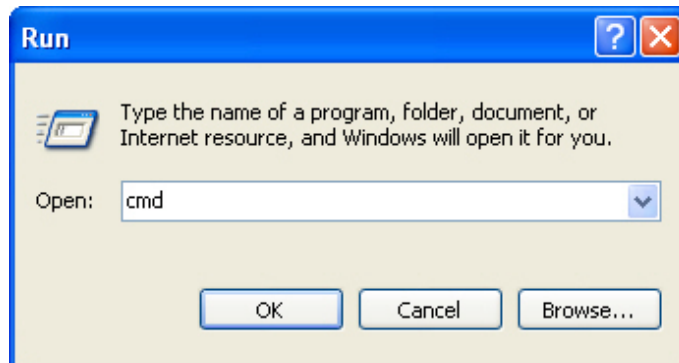 Run
Type the name of a program, folder, document, or
Internet resource, and Windows will open it for you.
Open: cmd
OK Cancel Browse...